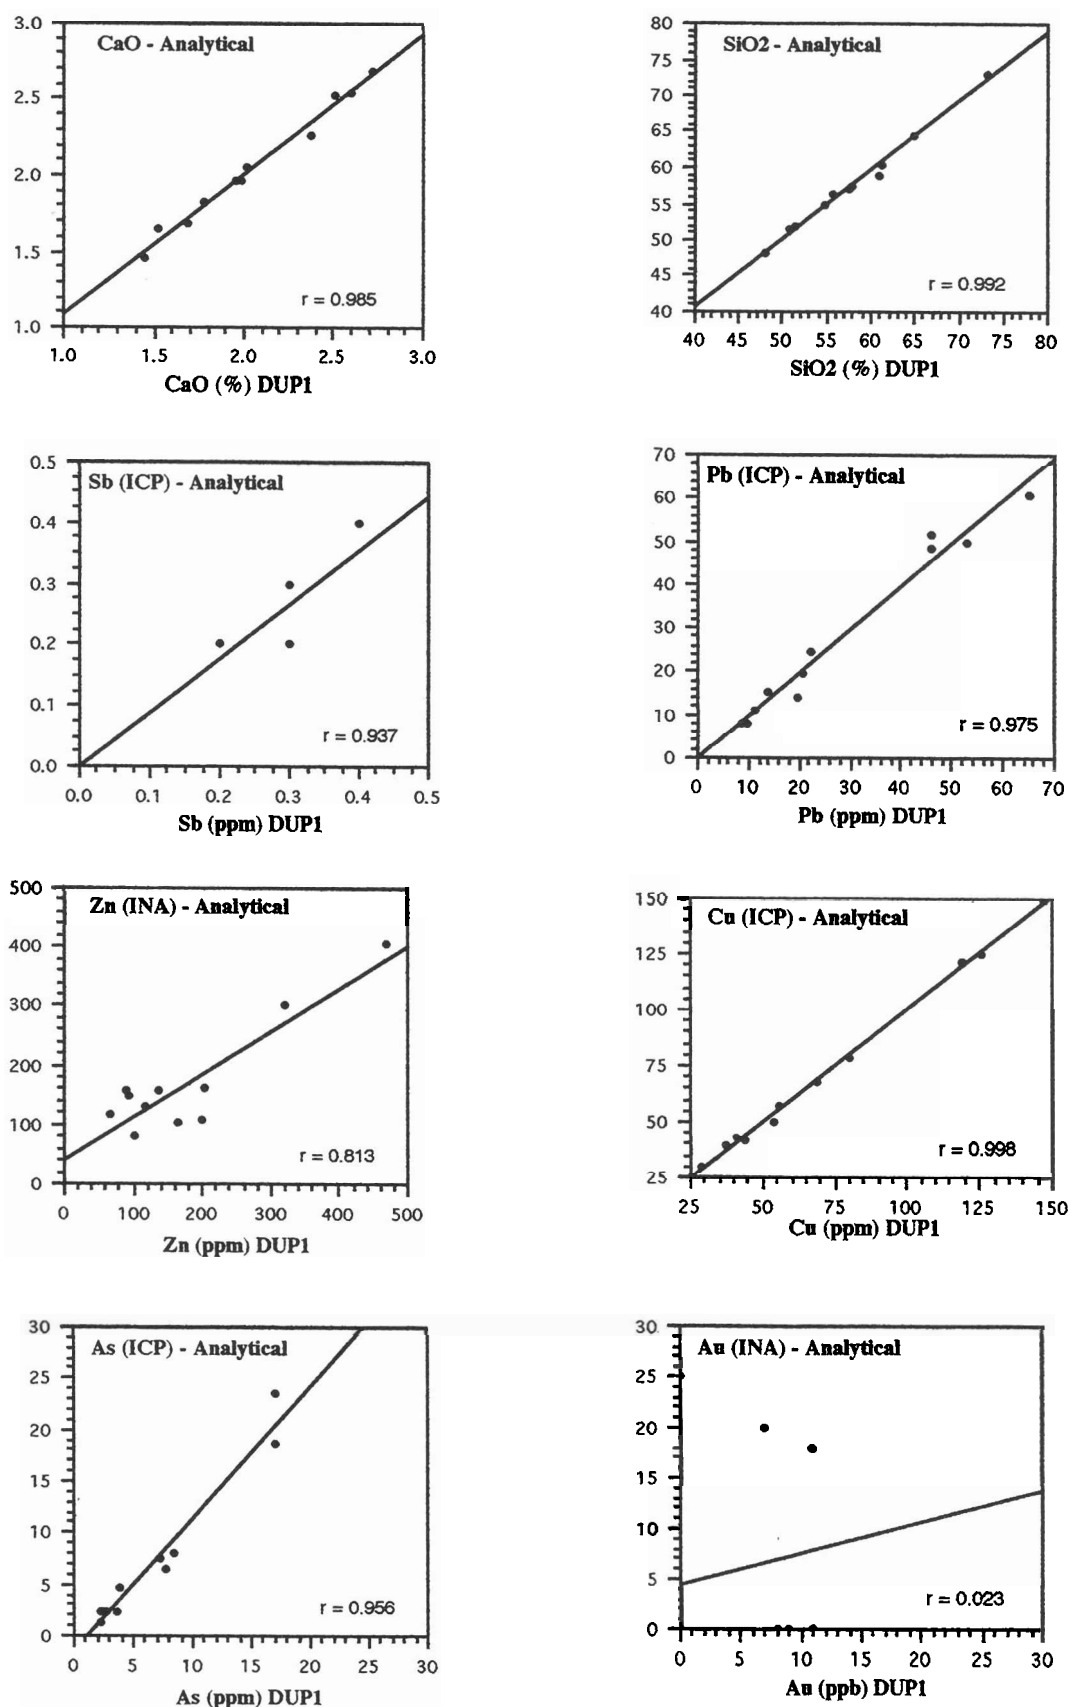 CaO - Analytical
3.0
2.5
2.0
1.5
1.0
r = 0.985
1.0 1.5 2.0 2.5 3.0
CaO (%) DUP1
SiO2 - Analytical
80
75
70
65
60
55
50
45
40
r = 0.992
40 45 50 55 60 65 70 75 80
SiO2 (%) DUP1
Sb (ICP) - Analytical
0.5
0.4
0.3
0.2
0.1
0.0
r = 0.937
0.0 0.1 0.2 0.3 0.4 0.5
Sb (ppm) DUP1
Pb (ICP) - Analytical
70
60
50
40
30
20
10
0
r = 0.975
0 10 20 30 40 50 60 70
Pb (ppm) DUP1
Zn (INA) - Analytical
500
400
300
200
100
0
r = 0.813
0 100 200 300 400 500
Zn (ppm) DUP1
Cu (ICP) - Analytical
150
125
100
75
50
25
r = 0.998
25 50 75 100 125 150
Cu (ppm) DUP1
As (ICP) - Analytical
30
25
20
15
10
5
0
r = 0.956
0 5 10 15 20 25 30
As (ppm) DUP1
Au (INA) - Analytical
30
25
20
15
10
5
0
r = 0.023
0 5 10 15 20 25 30
Au (ppb) DUP1